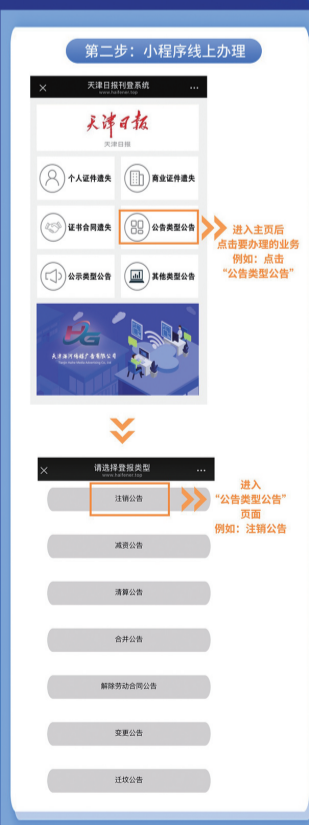 第二步：小程序线上办理
天津日报刊登系统
www.haifener.top
天津日报
天津日报
个人证件遗失
商业证件遗失
证书合同遗失
公告类型公告
公示类型公告
其他类型公告
进入主页后
点击要办理的业务
例如：点击
“公告类型公告”
请选择登报类型
www.haifener.top
注销公告
减资公告
清算公告
合并公告
解除劳动合同公告
变更公告
迁坟公告
进入
“公告类型公告”
页面
例如：注销公告